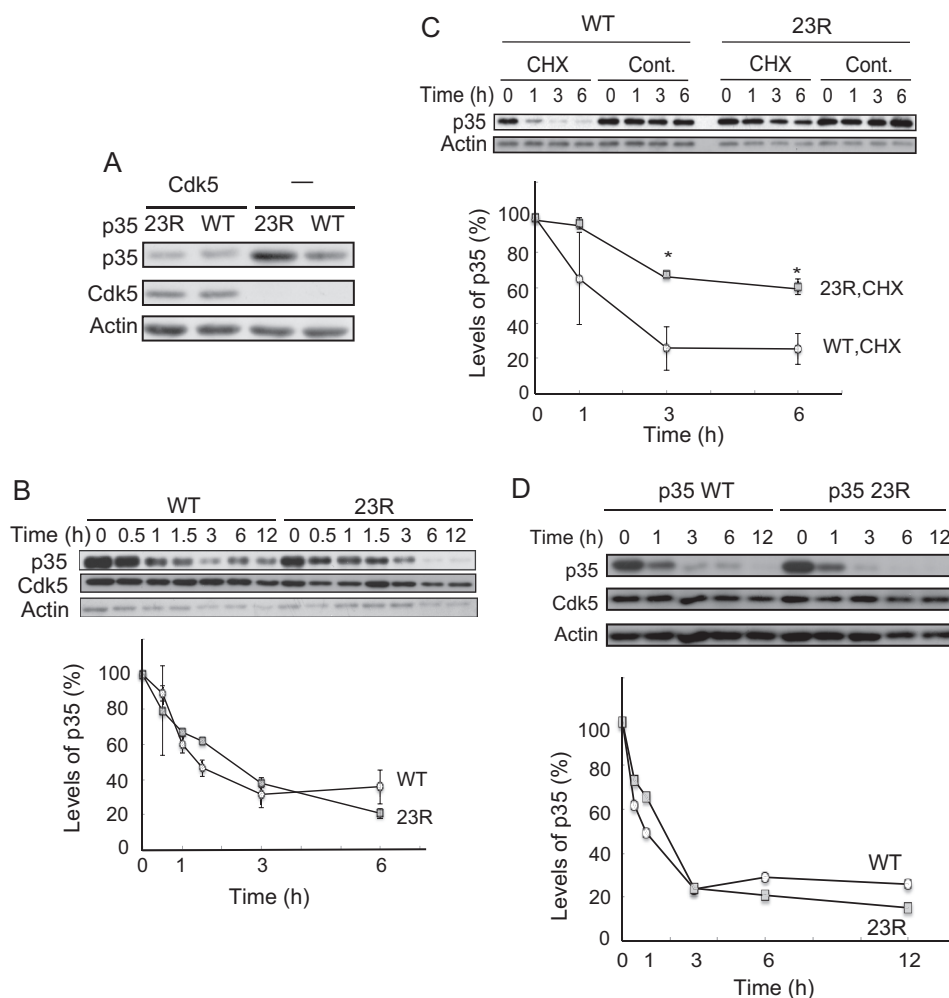 A
Cdk5 —
p35 23R WT 23R WT
p35
Cdk5
Actin
B
WT 23R
Time (h) 0 0.5 1 1.5 3 6 12 0 0.5 1 1.5 3 6 12
p35
Cdk5
Actin
Levels of p35 (%)
100
80
60
40
20
0
WT
23R
0 1 3 6
Time (h)
C
WT 23R
CHX Cont. CHX Cont.
Time (h) 0 1 3 6 0 1 3 6 0 1 3 6 0 1 3 6
p35
Actin
Levels of p35 (%)
100
80
60
40
20
0
* *
23R,CHX
WT,CHX
0 1 3 6
Time (h)
D
p35 WT p35 23R
Time (h) 0 1 3 6 12 0 1 3 6 12
p35
Cdk5
Actin
Levels of p35 (%)
100
80
60
40
20
0
WT
23R
0 1 3 6 12
Time (h)